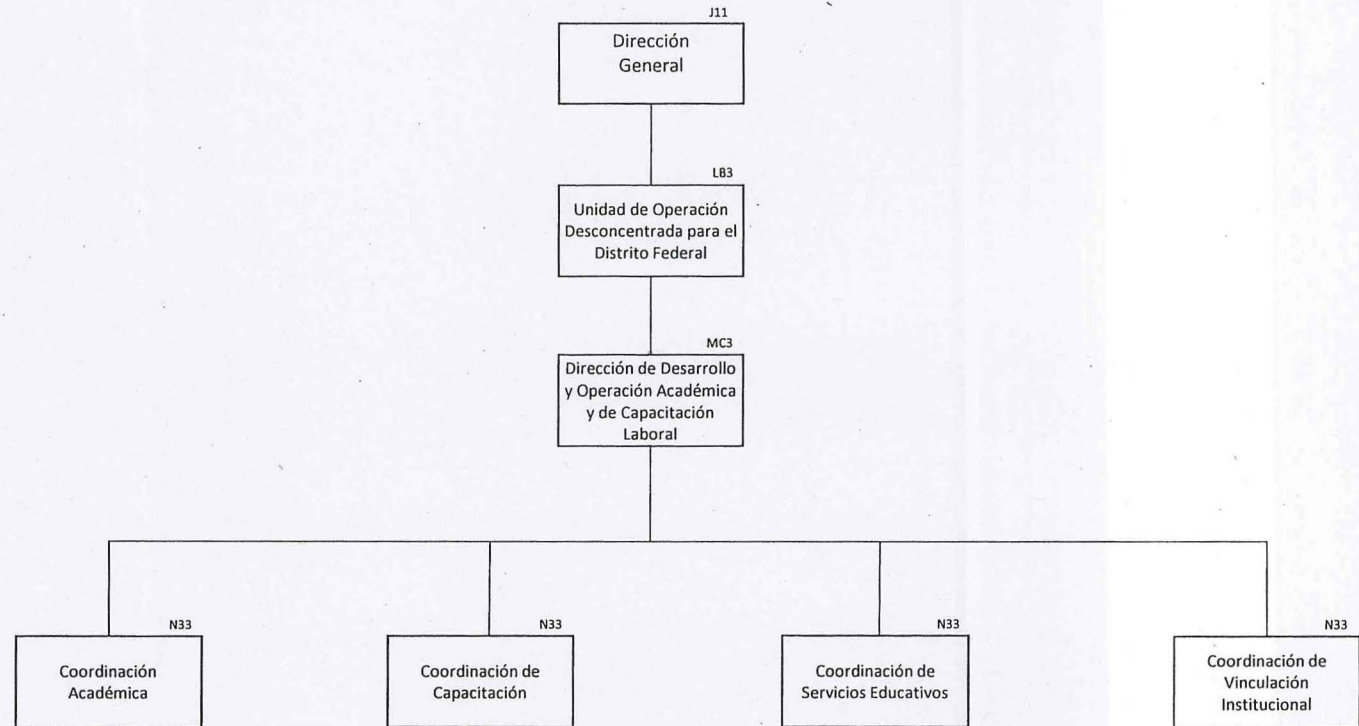 J11
Dirección
General
LB3
Unidad de Operación
Desconcentrada para el
Distrito Federal
MC3
Dirección de Desarrollo
y Operación Académica
y de Capacitación
Laboral
N33
Coordinación
Académica
N33
Coordinación de
Capacitación
N33
Coordinación de
Servicios Educativos
N33
Coordinación de
Vinculación
Institucional